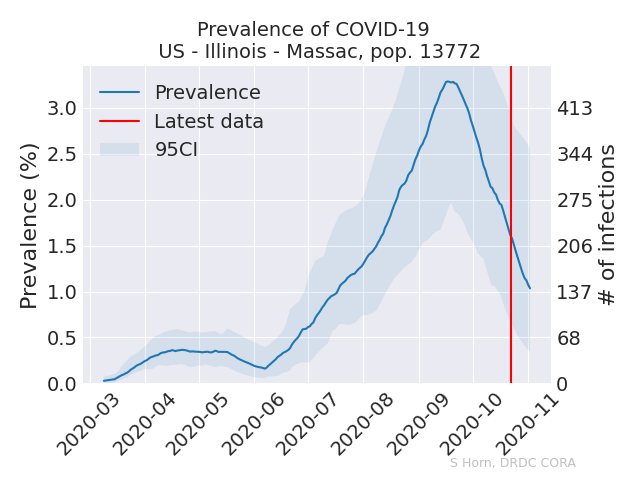 Prevalence of COVID-19
US - Illinois - Massac, pop. 13772
Prevalence
Latest data
95CI
Prevalence (%)
3.0
2.5
2.0
1.5
1.0
0.5
0.0
413
344
275
206
137
68
0
# of infections
2020-03
2020-04
2020-05
2020-06
2020-07
2020-08
2020-09
2020-10
2020-11
S Horn, DRDC CORA